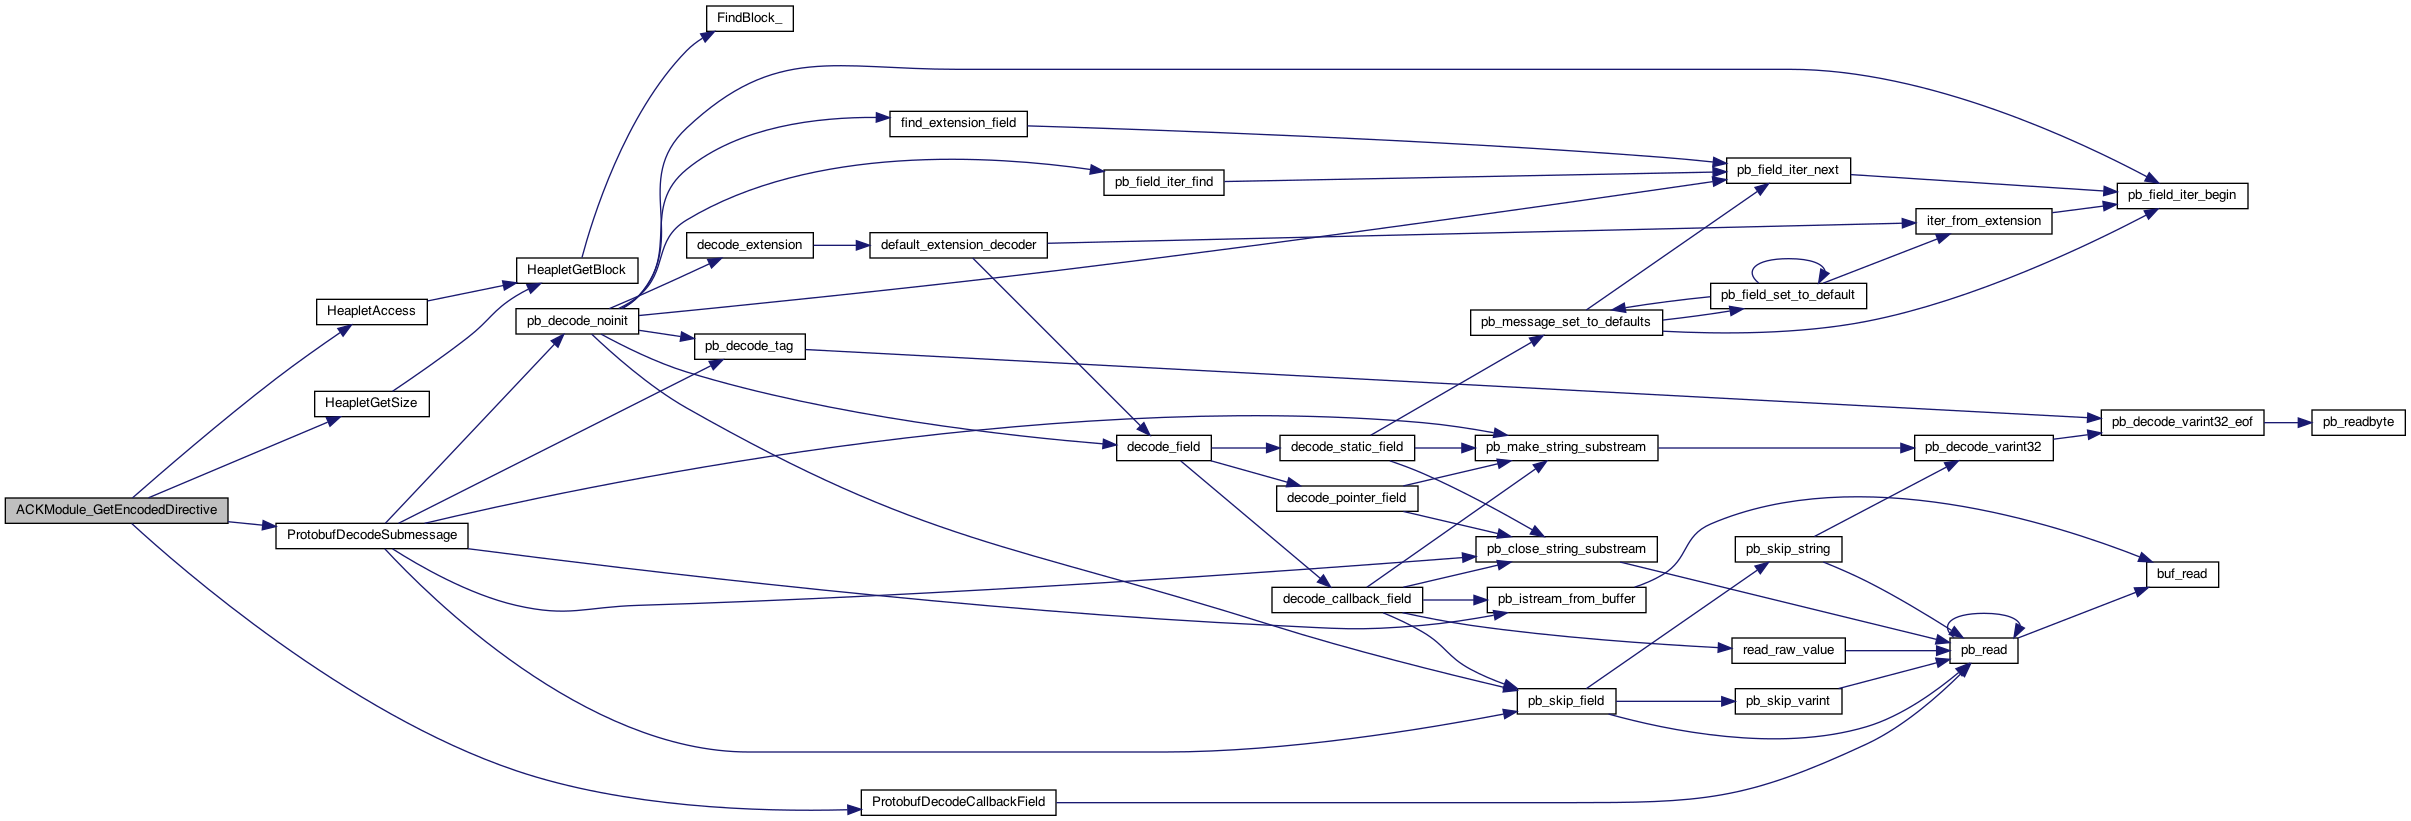 FindBlock_
find_extension_field
pb_field_iter_next
pb_field_iter_find
pb_field_iter_begin
iter_from_extension
decode_extension
default_extension_decoder
HeapletGetBlock
pb_field_set_to_default
HeapletAccess
pb_decode_noinit
pb_message_set_to_defaults
pb_decode_tag
HeapletGetSize
pb_decode_varint32_eof
pb_readbyte
decode_field
decode_static_field
pb_make_string_substream
pb_decode_varint32
decode_pointer_field
ACKModule_GetEncodedDirective
ProtobufDecodeSubmessage
pb_close_string_substream
pb_skip_string
buf_read
decode_callback_field
pb_istream_from_buffer
read_raw_value
pb_read
pb_skip_field
pb_skip_varint
ProtobufDecodeCallbackField